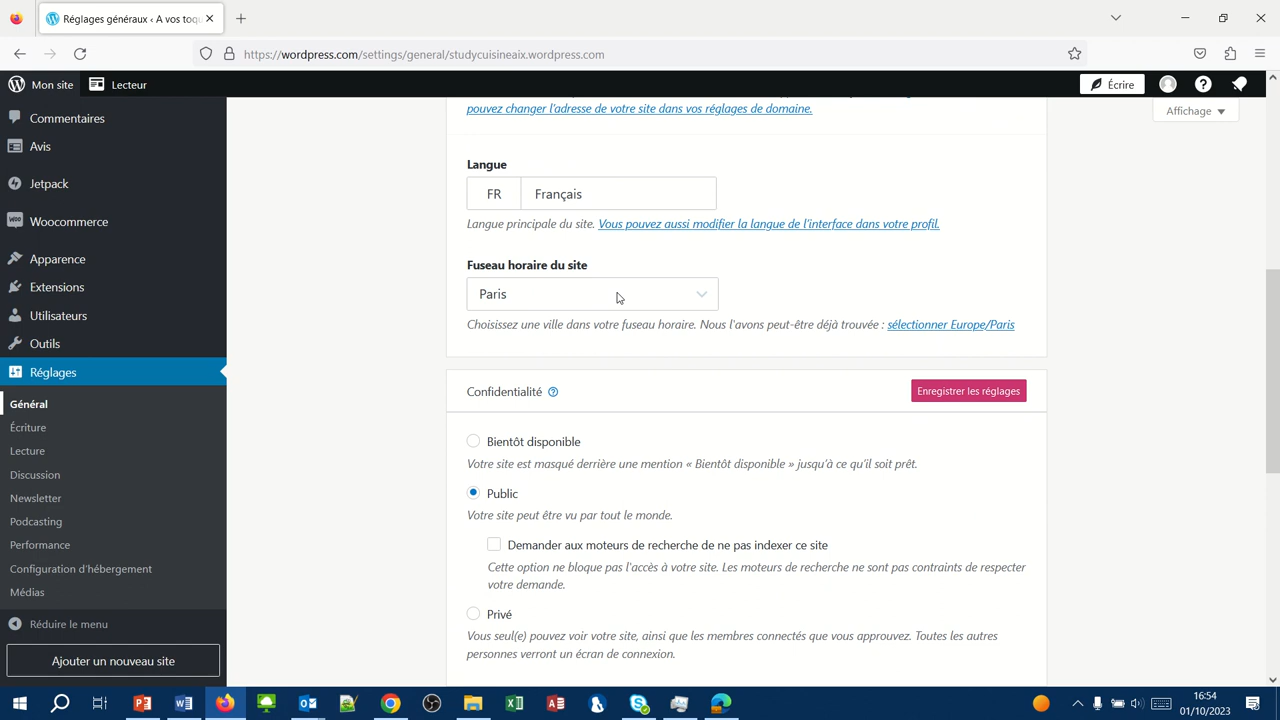 Réglages généraux ‹ A vos toqu
https://wordpress.com/settings/general/studycuisineaix.wordpress.com
Mon site
Lecteur
Écrire
Commentaires
Avis
Jetpack
Woocommerce
Apparence
Extensions
Utilisateurs
Outils
Réglages
Général
Écriture
Lecture
Discussion
Newsletter
Podcasting
Performance
Configuration d'hébergement
Médias
Réduire le menu
Ajouter un nouveau site
Affichage
pouvez changer l'adresse de votre site dans vos réglages de domaine.
Langue
FR Français
Langue principale du site. Vous pouvez aussi modifier la langue de l'interface dans votre profil.
Fuseau horaire du site
Paris
Choisissez une ville dans votre fuseau horaire. Nous l'avons peut-être déjà trouvée : sélectionner Europe/Paris
Confidentialité
Enregistrer les réglages
Bientôt disponible
Votre site est masqué derrière une mention « Bientôt disponible » jusqu'à ce qu'il soit prêt.
Public
Votre site peut être vu par tout le monde.
Demander aux moteurs de recherche de ne pas indexer ce site
Cette option ne bloque pas l'accès à votre site. Les moteurs de recherche ne sont pas contraints de respecter
votre demande.
Privé
Vous seul(e) pouvez voir votre site, ainsi que les membres connectés que vous approuvez. Toutes les autres
personnes verront un écran de connexion.
16:54
01/10/2023